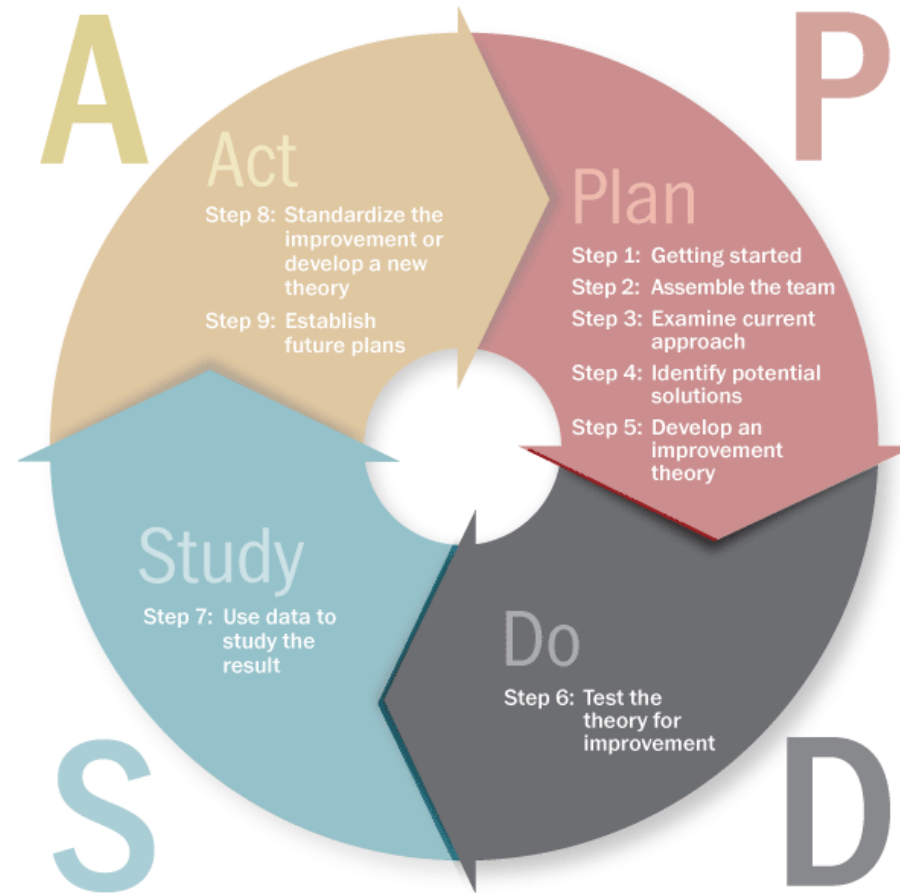 A
P
Act
Step 8: Standardize the
improvement or
develop a new
theory
Step 9: Establish
future plans
Plan
Step 1: Getting started
Step 2: Assemble the team
Step 3: Examine current
approach
Step 4: Identify potential
solutions
Step 5: Develop an
improvement
theory
Study
Step 7: Use data to
study the
result
Do
Step 6: Test the
theory for
improvement
S
D